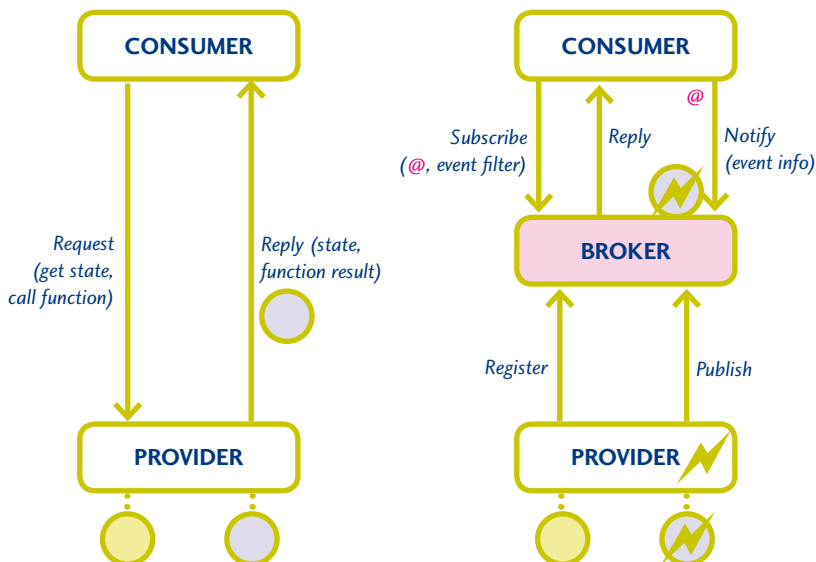 CONSUMER
Request
(get state,
call function)
Reply (state,
function result)
PROVIDER
CONSUMER
@
Subscribe
(@, event filter)
Reply
Notify
(event info)
BROKER
Register
Publish
PROVIDER